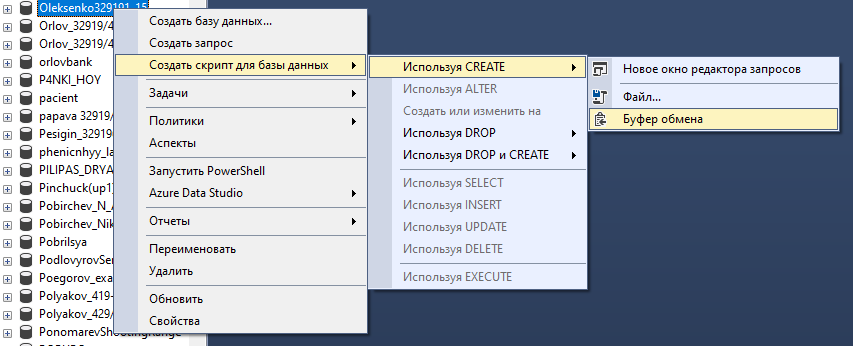 Oleksenko329191_15
Orlov_32919/4
Orlov_32919/4
orlovbank
P4NKI_HOY
pacient
papava 32919/
Pesigin_32919
phenicnhyy_la
PILIPAS_DRYA
Pinchuck(up1)
Pobirchev_N_A
Pobirchev_Nik
Pobrilsya
PodlovyrovSer
Poegorov_exa
Polyakov_419-
Polyakov_429/
PonomarevShootingRange
Создать базу данных...
Создать запрос
Создать скрипт для базы данных
Задачи
Политики
Аспекты
Запустить PowerShell
Azure Data Studio
Отчеты
Переименовать
Удалить
Обновить
Свойства
Используя CREATE
Используя ALTER
Создать или изменить на
Используя DROP
Используя DROP и CREATE
Используя SELECT
Используя INSERT
Используя UPDATE
Используя DELETE
Используя EXECUTE
Новое окно редактора запросов
Файл...
Буфер обмена